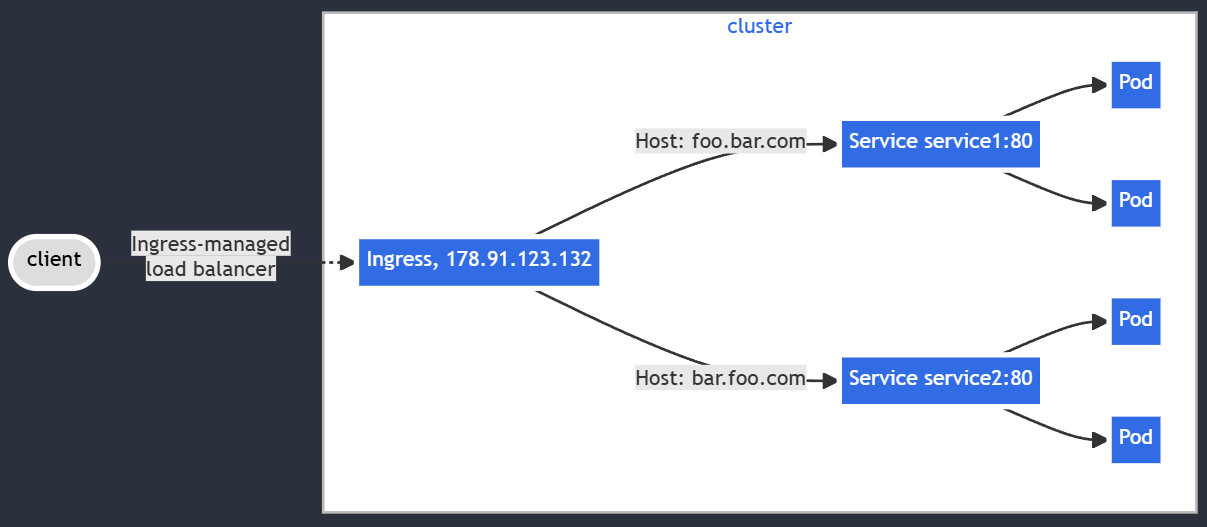 cluster
client
Ingress-managed
load balancer
Ingress, 178.91.123.132
Host: foo.bar.com
Service service1:80
Pod
Pod
Host: bar.foo.com
Service service2:80
Pod
Pod